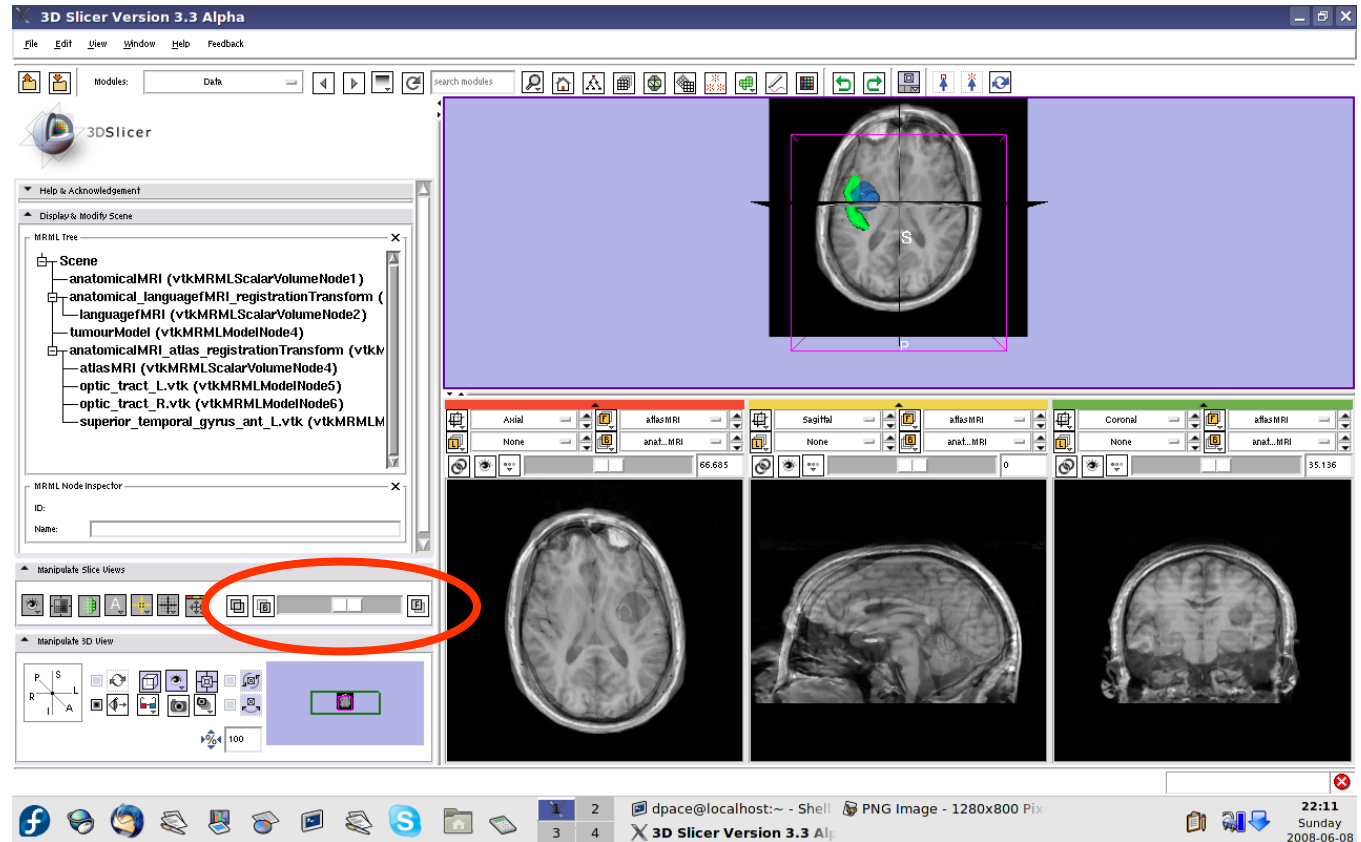 3D Slicer Version 3.3 Alpha
File Edit View Window Help Feedback
Modules: Data search modules
3DSlicer
Help & Acknowledgement
Display & Modify Scene
MRML Tree
Scene
anatomicalMRI (vtkMRMLScalarVolumeNode1)
anatomical_languagefMRI_registrationTransform (
languagefMRI (vtkMRMLScalarVolumeNode2)
tumourModel (vtkMRMLModelNode4)
anatomicalMRI_atlas_registrationTransform (vtkM
atlasMRI (vtkMRMLScalarVolumeNode4)
optic_tract_L.vtk (vtkMRMLModelNode5)
optic_tract_R.vtk (vtkMRMLModelNode6)
superior_temporal_gyrus_ant_L.vtk (vtkMRMLM
MRML Node Inspector
ID:
Name:
Manipulate Slice Views
A B F
Manipulate 3D View
P S
R L
I A
% 100
S
P
Axial F atlasMRI
L None B anat...MRI
66.685
Sagittal F atlasMRI
L None B anat...MRI
0
Coronal F atlasMRI
L None B anat...MRI
35.136
1 2
3 4
dpace@localhost:~ - Shell
PNG Image - 1280x800 Pix
3D Slicer Version 3.3 Alp
22:11
Sunday
2008-06-08